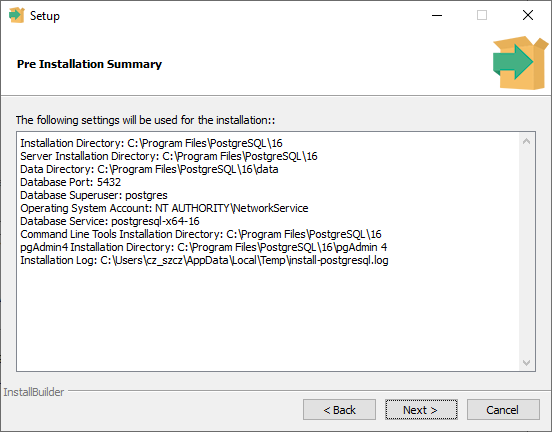 Setup
Pre Installation Summary
The following settings will be used for the installation::
Installation Directory: C:\Program Files\PostgreSQL\16
Server Installation Directory: C:\Program Files\PostgreSQL\16
Data Directory: C:\Program Files\PostgreSQL\16\data
Database Port: 5432
Database Superuser: postgres
Operating System Account: NT AUTHORITY\NetworkService
Database Service: postgresql-x64-16
Command Line Tools Installation Directory: C:\Program Files\PostgreSQL\16
pgAdmin4 Installation Directory: C:\Program Files\PostgreSQL\16\pgAdmin 4
Installation Log: C:\Users\cz_szcz\AppData\Local\Temp\install-postgresql.log
InstallBuilder
< Back
Next >
Cancel